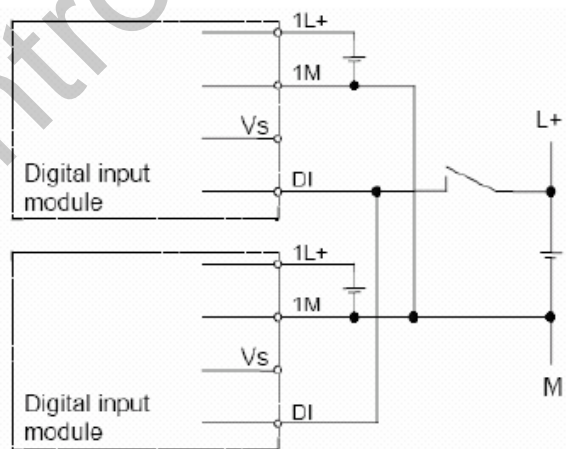 1L+
1M
L+
Vs
Digital input
module
DI
1L+
1M
Vs
M
Digital input
module
DI